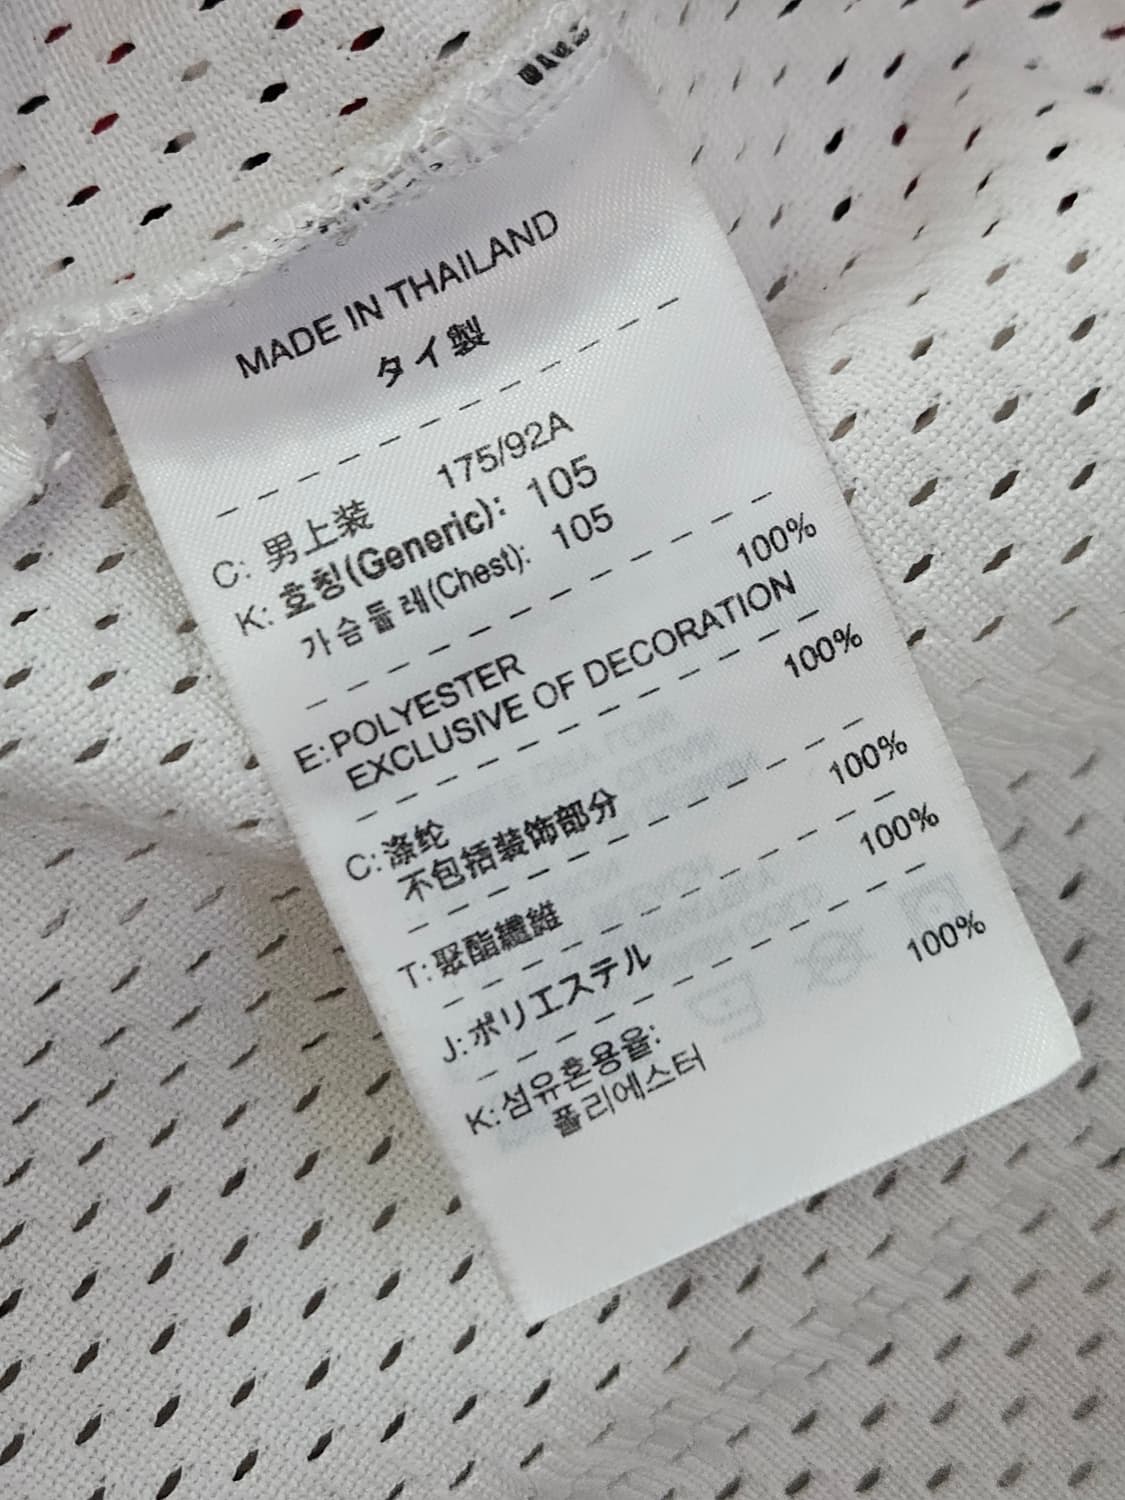 MADE IN THAILAND
タイ製
C: 男上装 175/92A
K: 호칭(Generic): 105
가슴둘레(Chest): 105
E:POLYESTER 100%
EXCLUSIVE OF DECORATION
C:涤纶 100%
不包括装饰部分
T:聚酯纖維 100%
J:ポリエステル 100%
K:섬유혼용율: 100%
폴리에스터